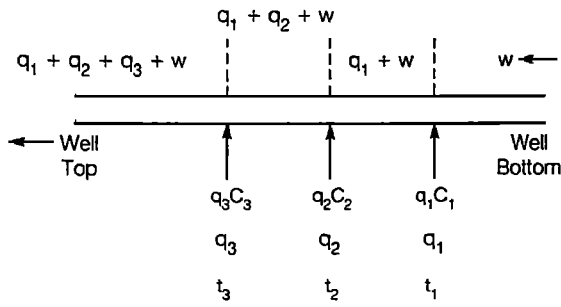 q₁ + q₂ + w
q₁ + q₂ + q₃ + w
q₁ + w
w
Well Top
Well Bottom
q₃C₃ q₂C₂ q₁C₁
q₃ q₂ q₁
t₃ t₂ t₁